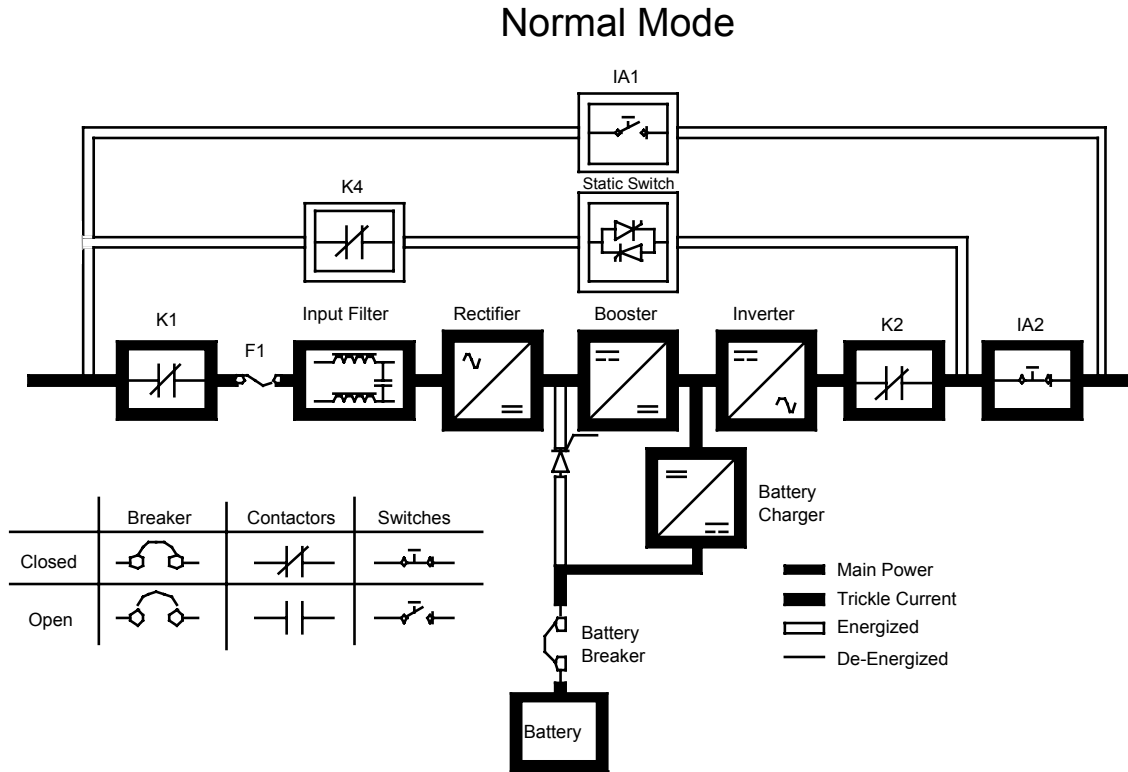 Normal Mode
IA1
Static Switch
K4
K1
F1
Input Filter
Rectifier
Booster
Inverter
K2
IA2
Battery
Charger
Breaker
Contactors
Switches
Closed
Open
Battery
Breaker
Battery
Main Power
Trickle Current
Energized
De-Energized